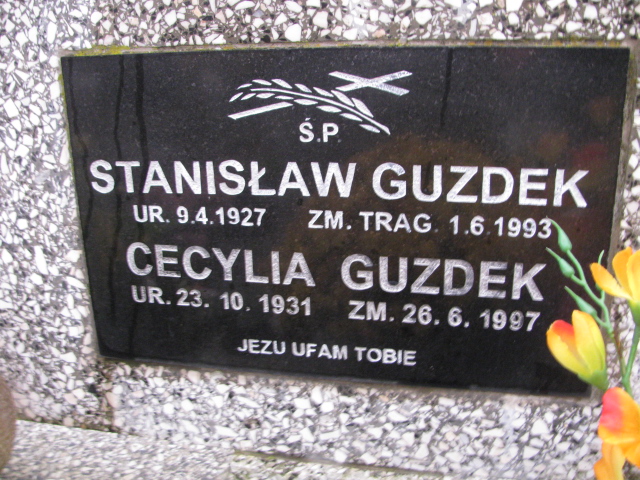 Ś.P.
STANISŁAW GUZDEK
UR. 9.4.1927 ZM. TRAG. 1.6.1993
CECYLIA GUZDEK
UR. 23. 10. 1931 ZM. 26. 6. 1997
JEZU UFAM TOBIE